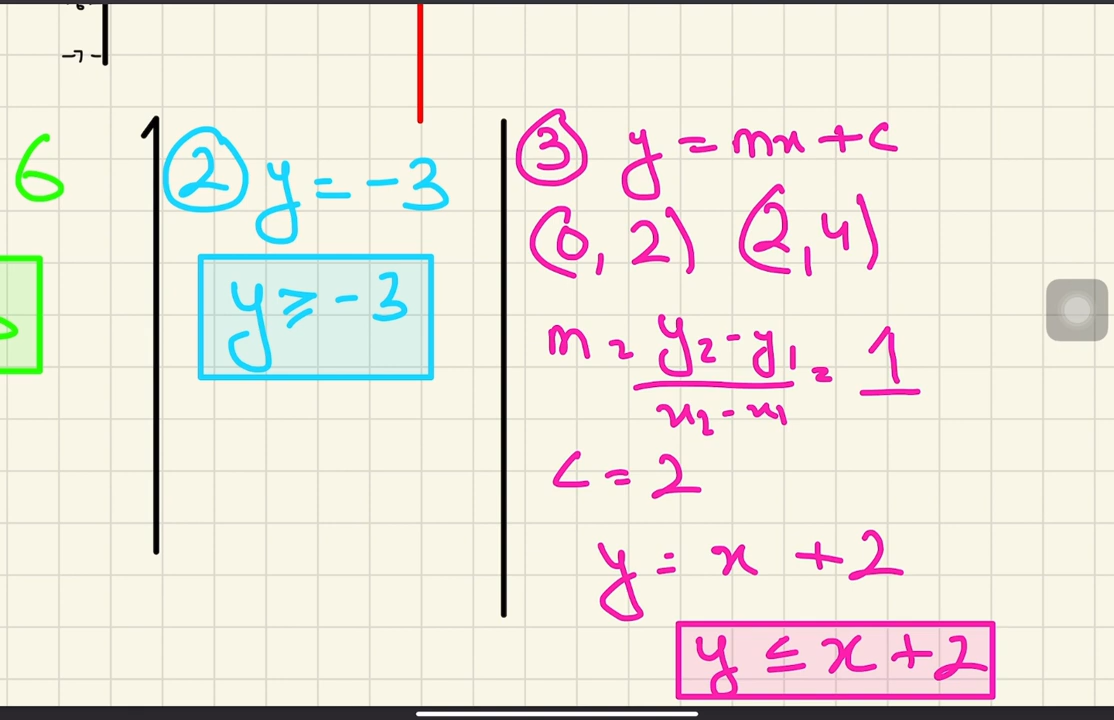 -7-
6
② y = -3
y ⩾ -3
③ y = mx + c
(0, 2) (2, 4)
m = y₂ - y₁ / x₂ - x₁ = 1
c = 2
y = x + 2
y ≤ x + 2